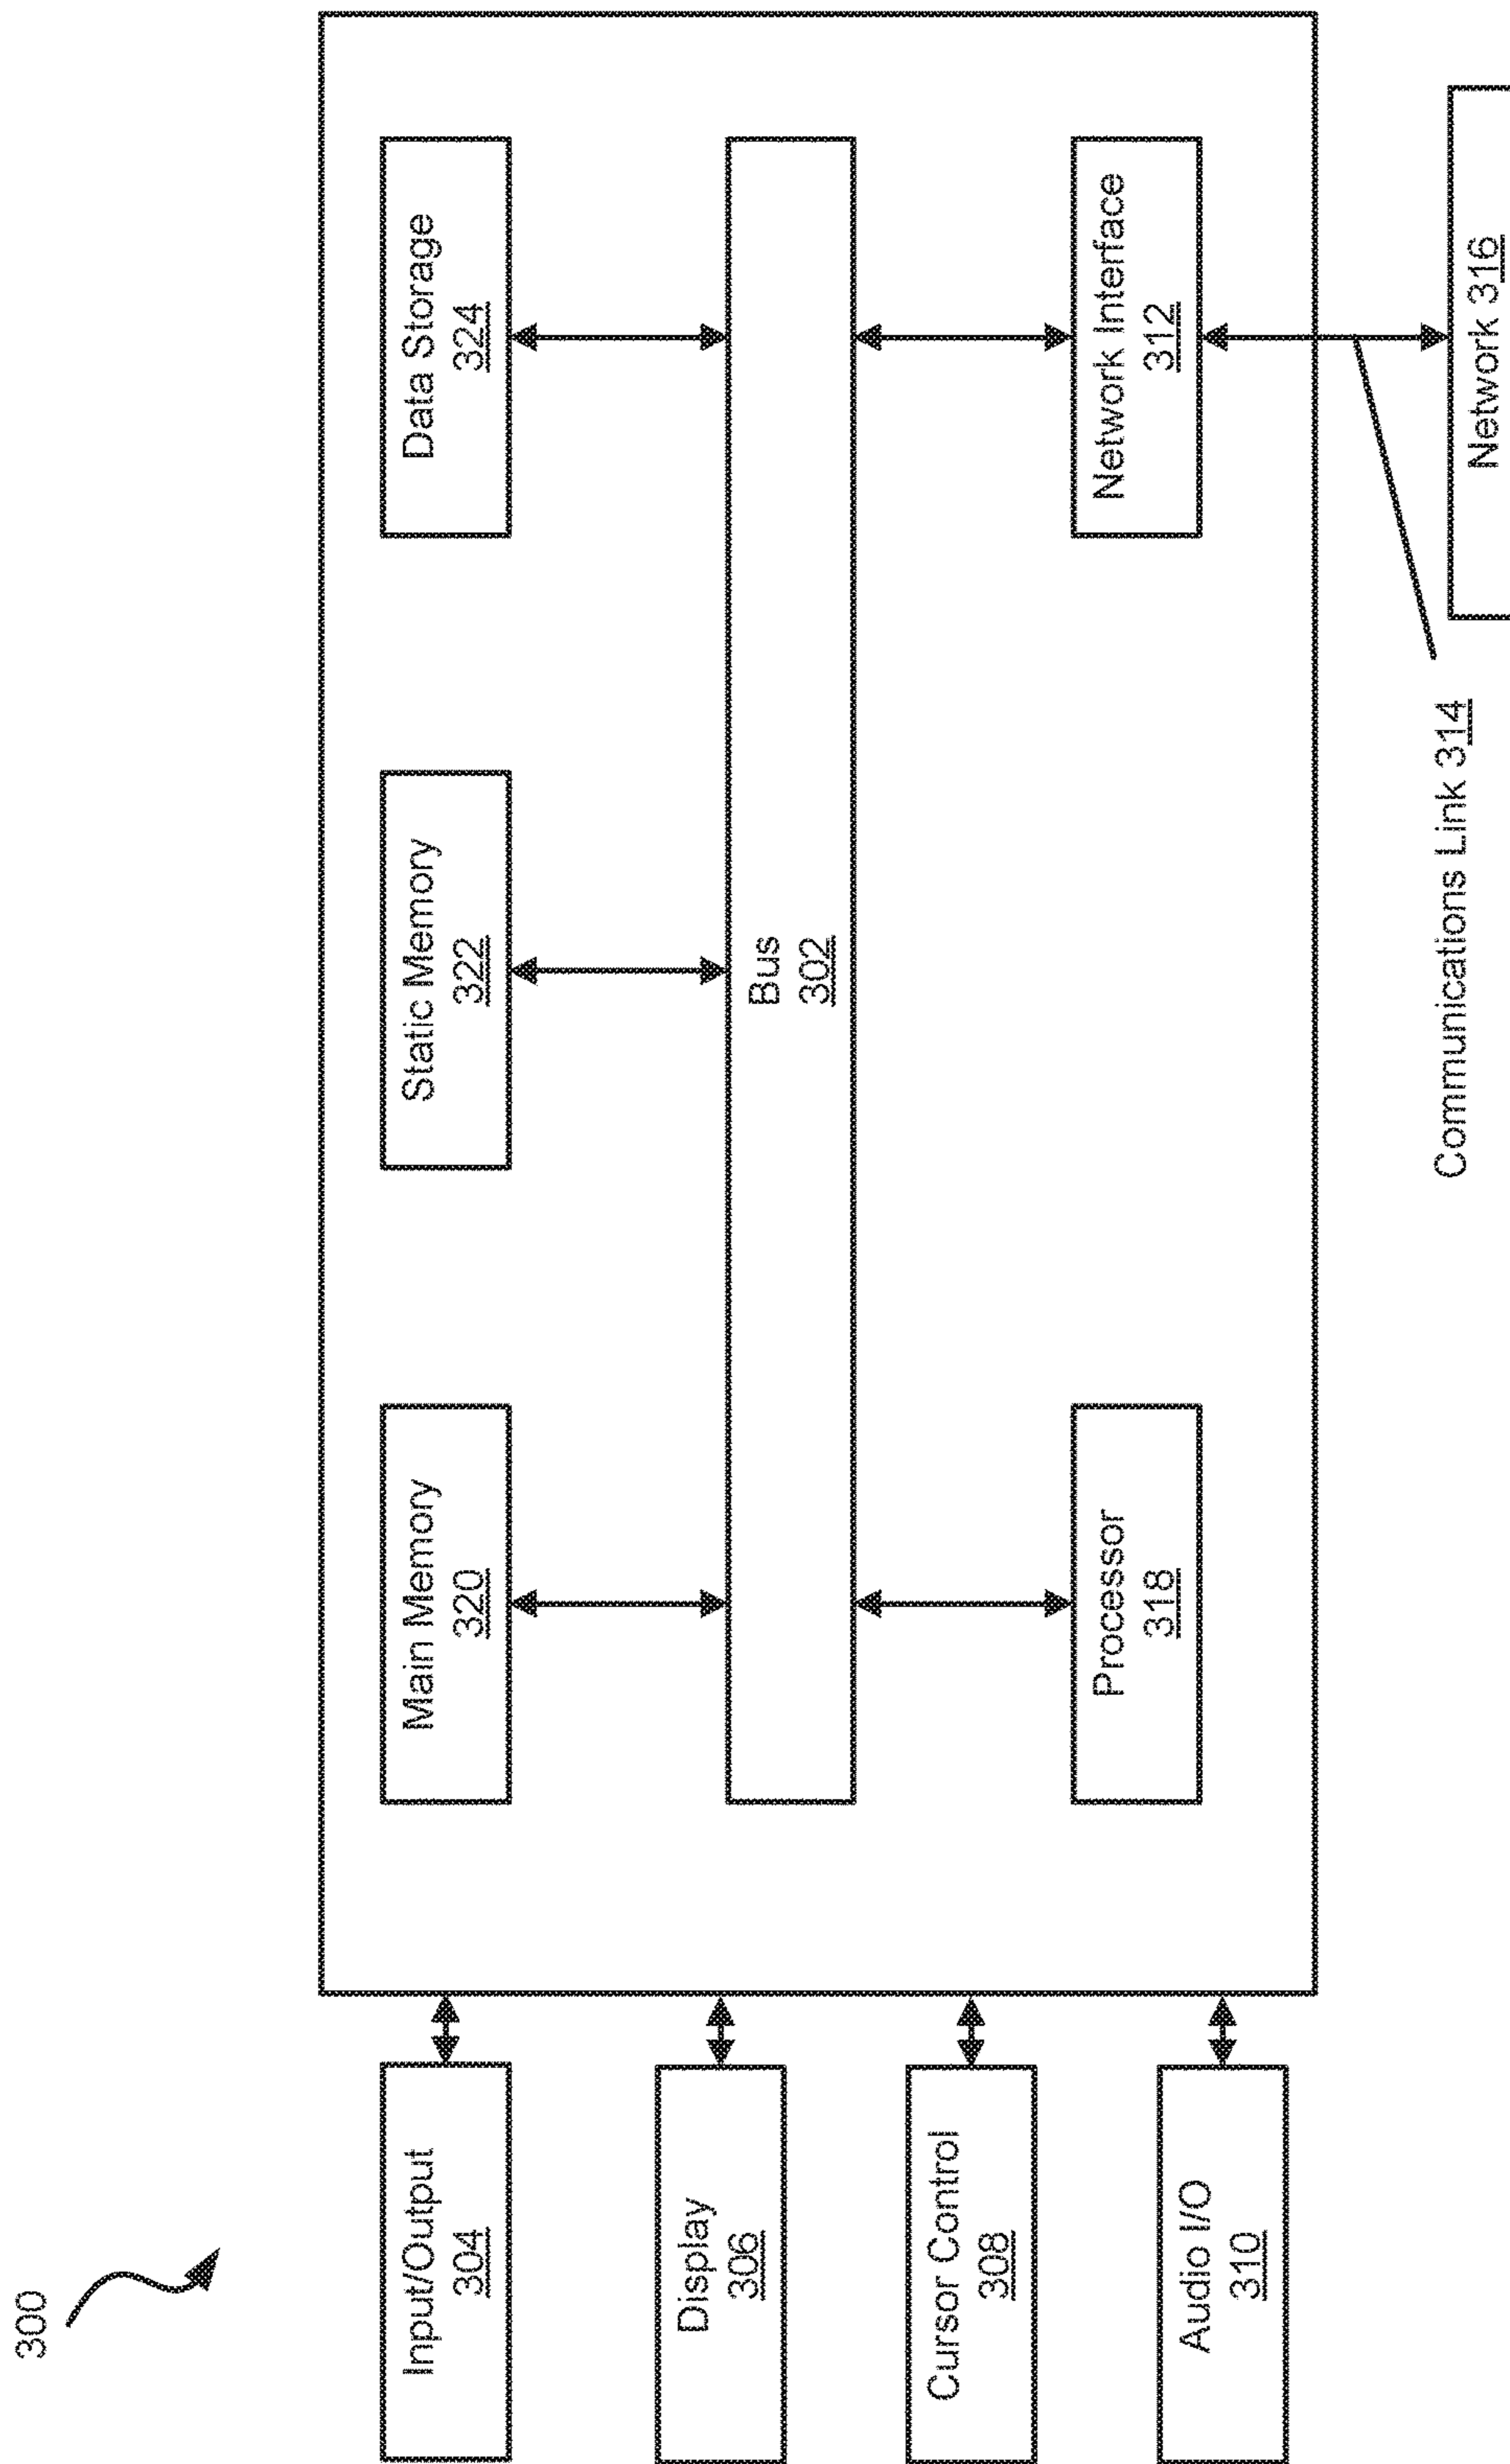 300
Input/Output
304
Main Memory
320
Static Memory
322
Data Storage
324
Display
306
Bus
302
Cursor Control
308
Audio I/O
310
Processor
318
Network Interface
312
Communications Link 314
Network 316